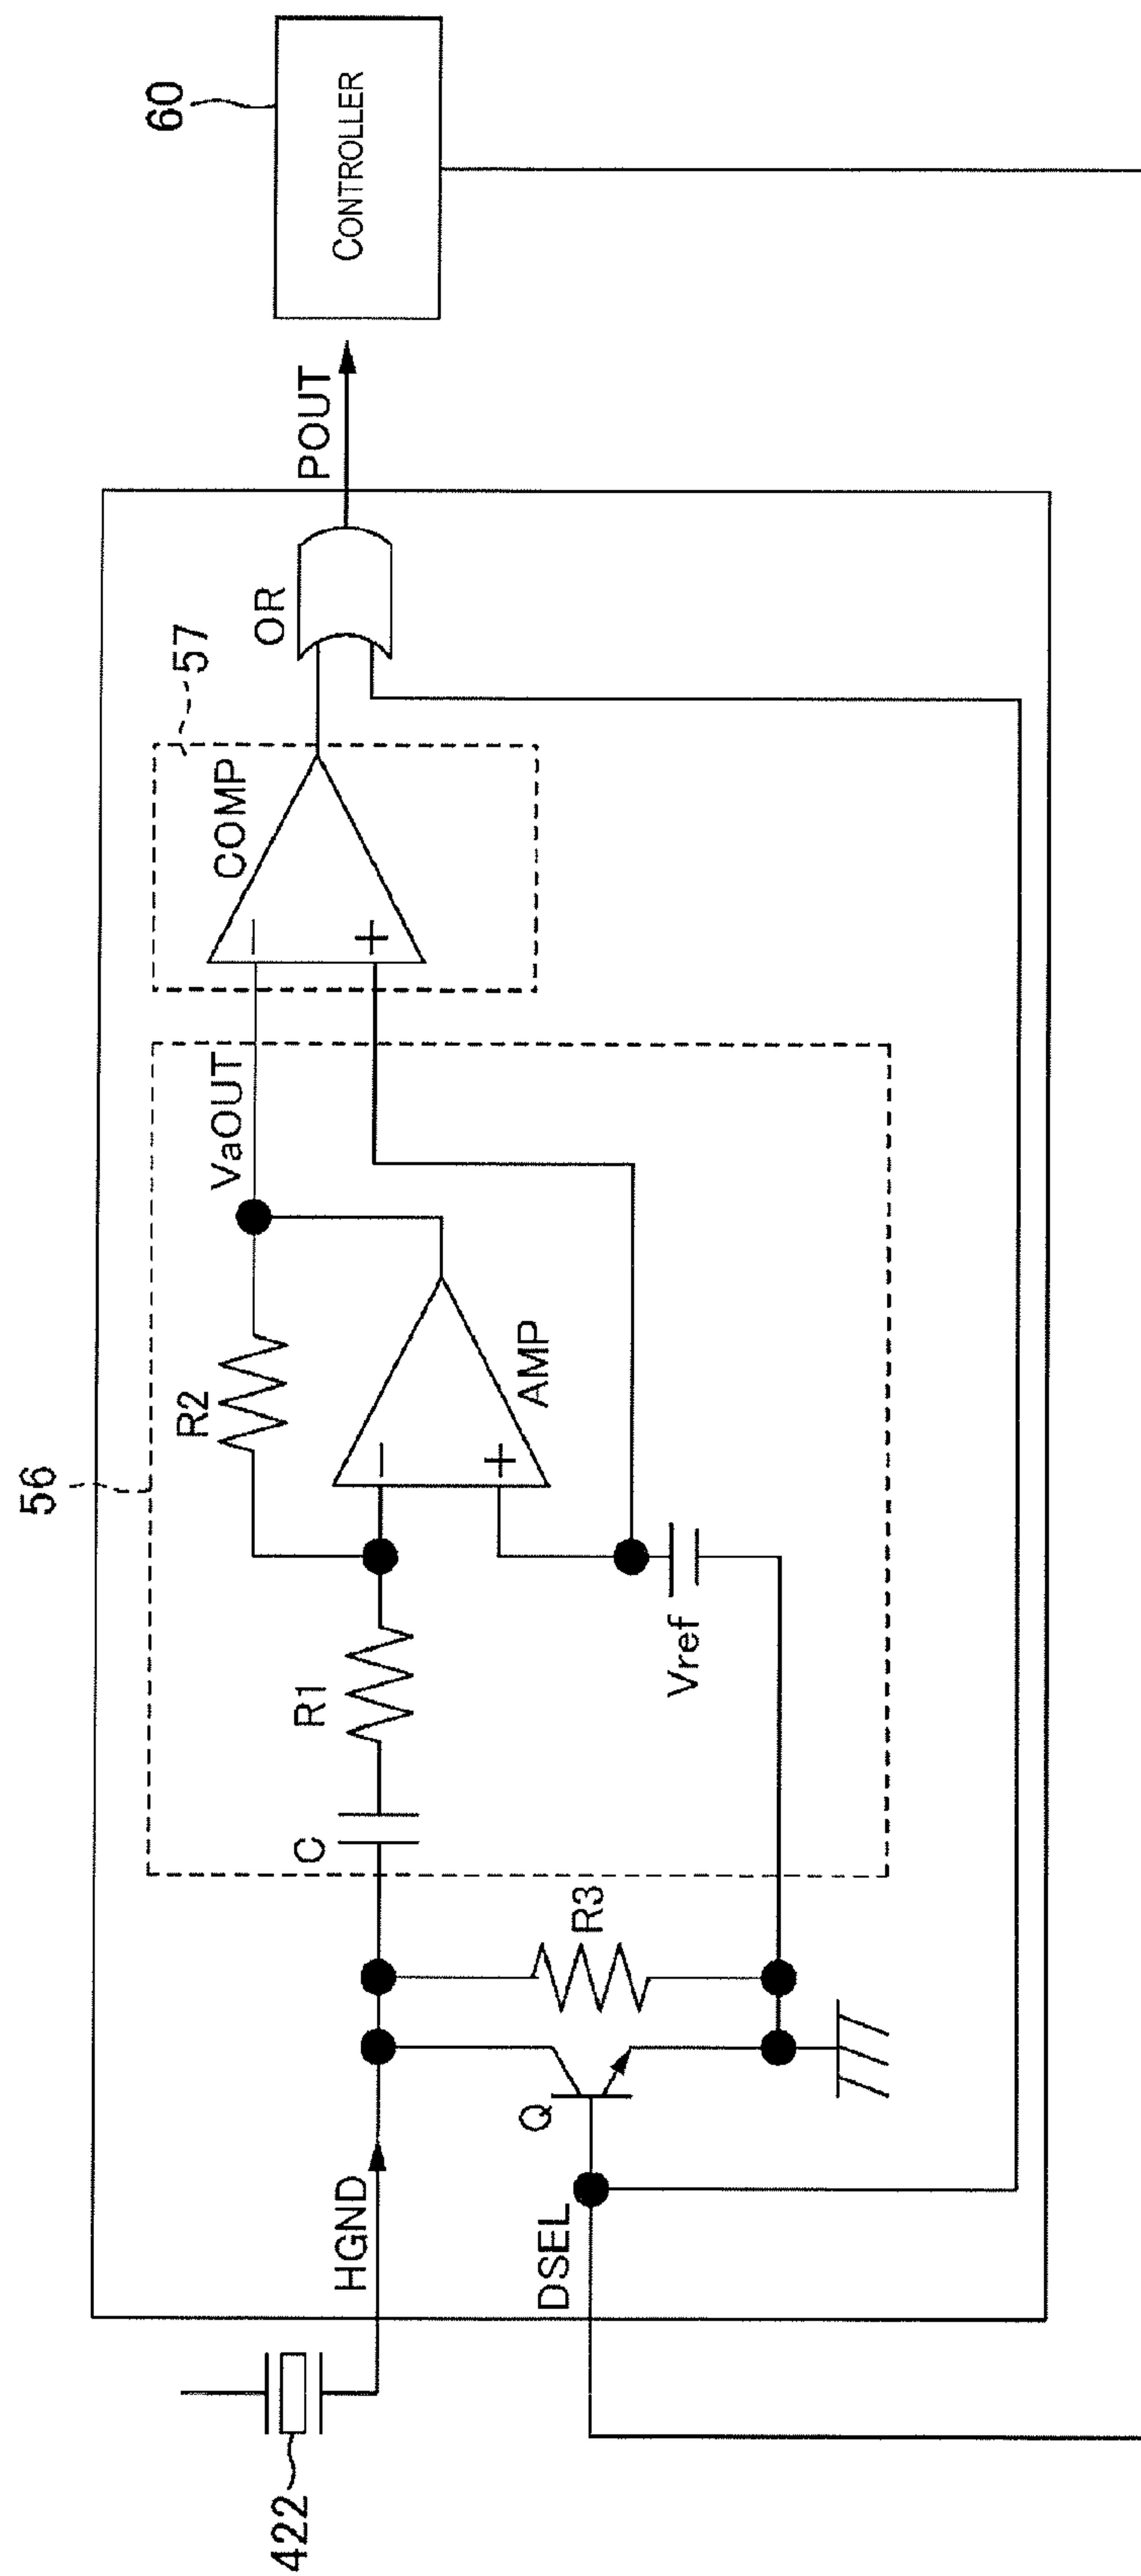 56
57
60
R2
VaOUT
COMP
OR
POUT
CONTROLLER
C
R1
−
+
AMP
−
+
Vref
R3
HGND
Q
DSEL
422